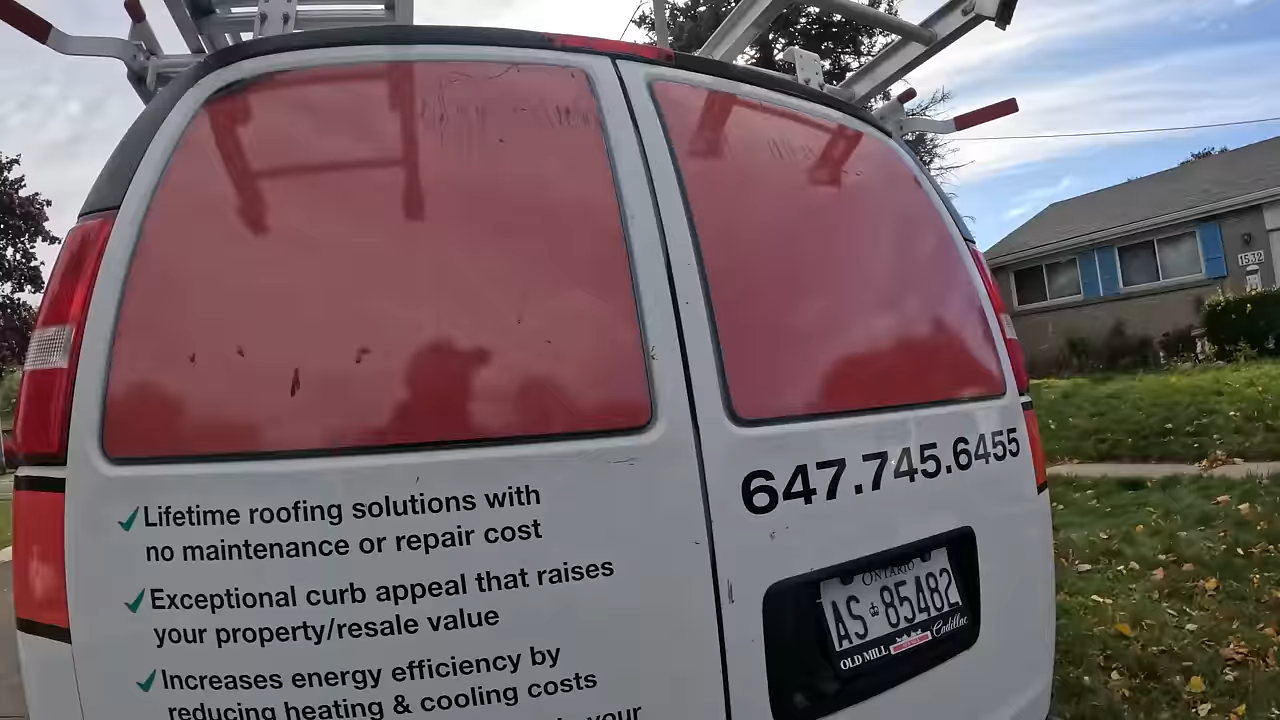 Lifetime roofing solutions with
no maintenance or repair cost
Exceptional curb appeal that raises
your property/resale value
Increases energy efficiency by
reducing heating & cooling costs
your
647.745.6455
ONTARIO
AS 85482
OLD MILL Cadillac
1532